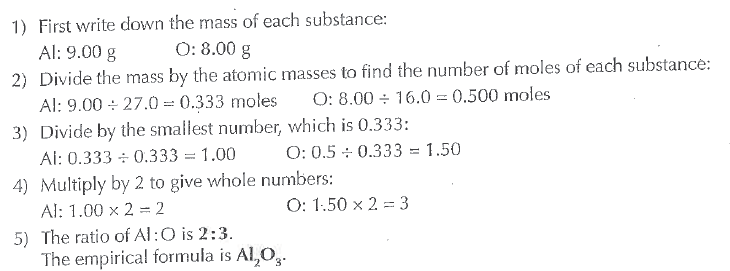 1) First write down the mass of each substance:
Al: 9.00 g O: 8.00 g
2) Divide the mass by the atomic masses to find the number of moles of each substance:
Al: 9.00 ÷ 27.0 = 0.333 moles O: 8.00 ÷ 16.0 = 0.500 moles
3) Divide by the smallest number, which is 0.333:
Al: 0.333 ÷ 0.333 = 1.00 O: 0.5 ÷ 0.333 = 1.50
4) Multiply by 2 to give whole numbers:
Al: 1.00 × 2 = 2 O: 1.50 × 2 = 3
5) The ratio of Al:O is 2:3.
The empirical formula is Al₂O₃.